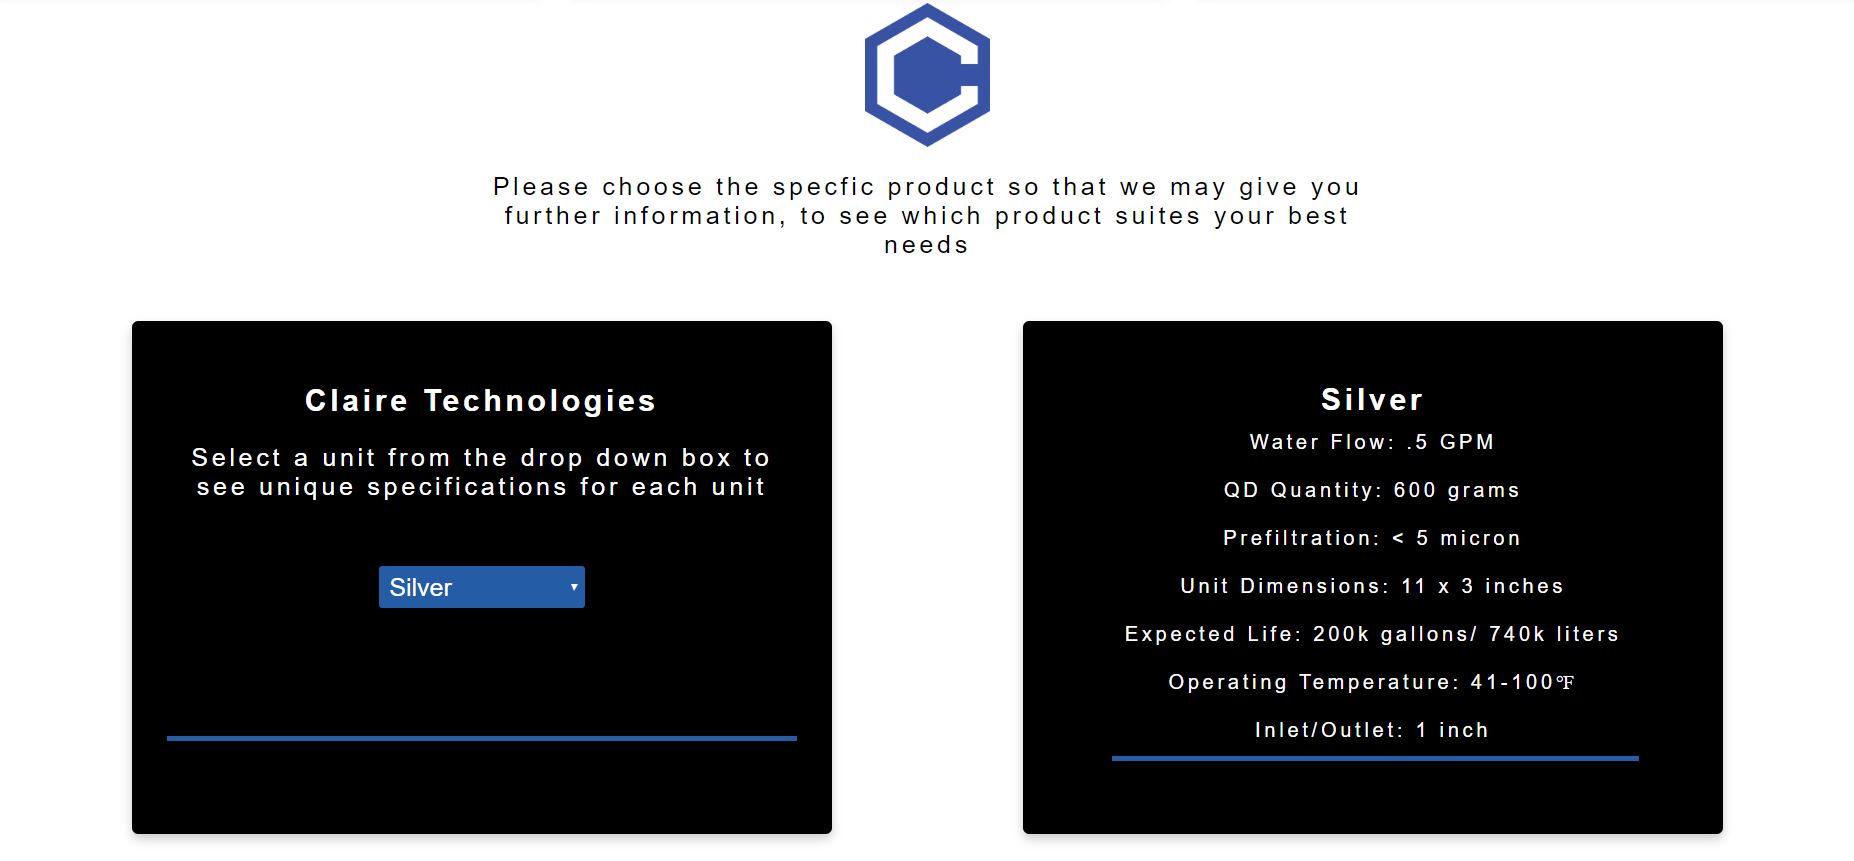 Please choose the specfic product so that we may give you
further information, to see which product suites your best
needs
Claire Technologies
Select a unit from the drop down box to
see unique specifications for each unit
Silver
Silver
Water Flow: .5 GPM
QD Quantity: 600 grams
Prefiltration: < 5 micron
Unit Dimensions: 11 x 3 inches
Expected Life: 200k gallons/ 740k liters
Operating Temperature: 41-100℉
Inlet/Outlet: 1 inch